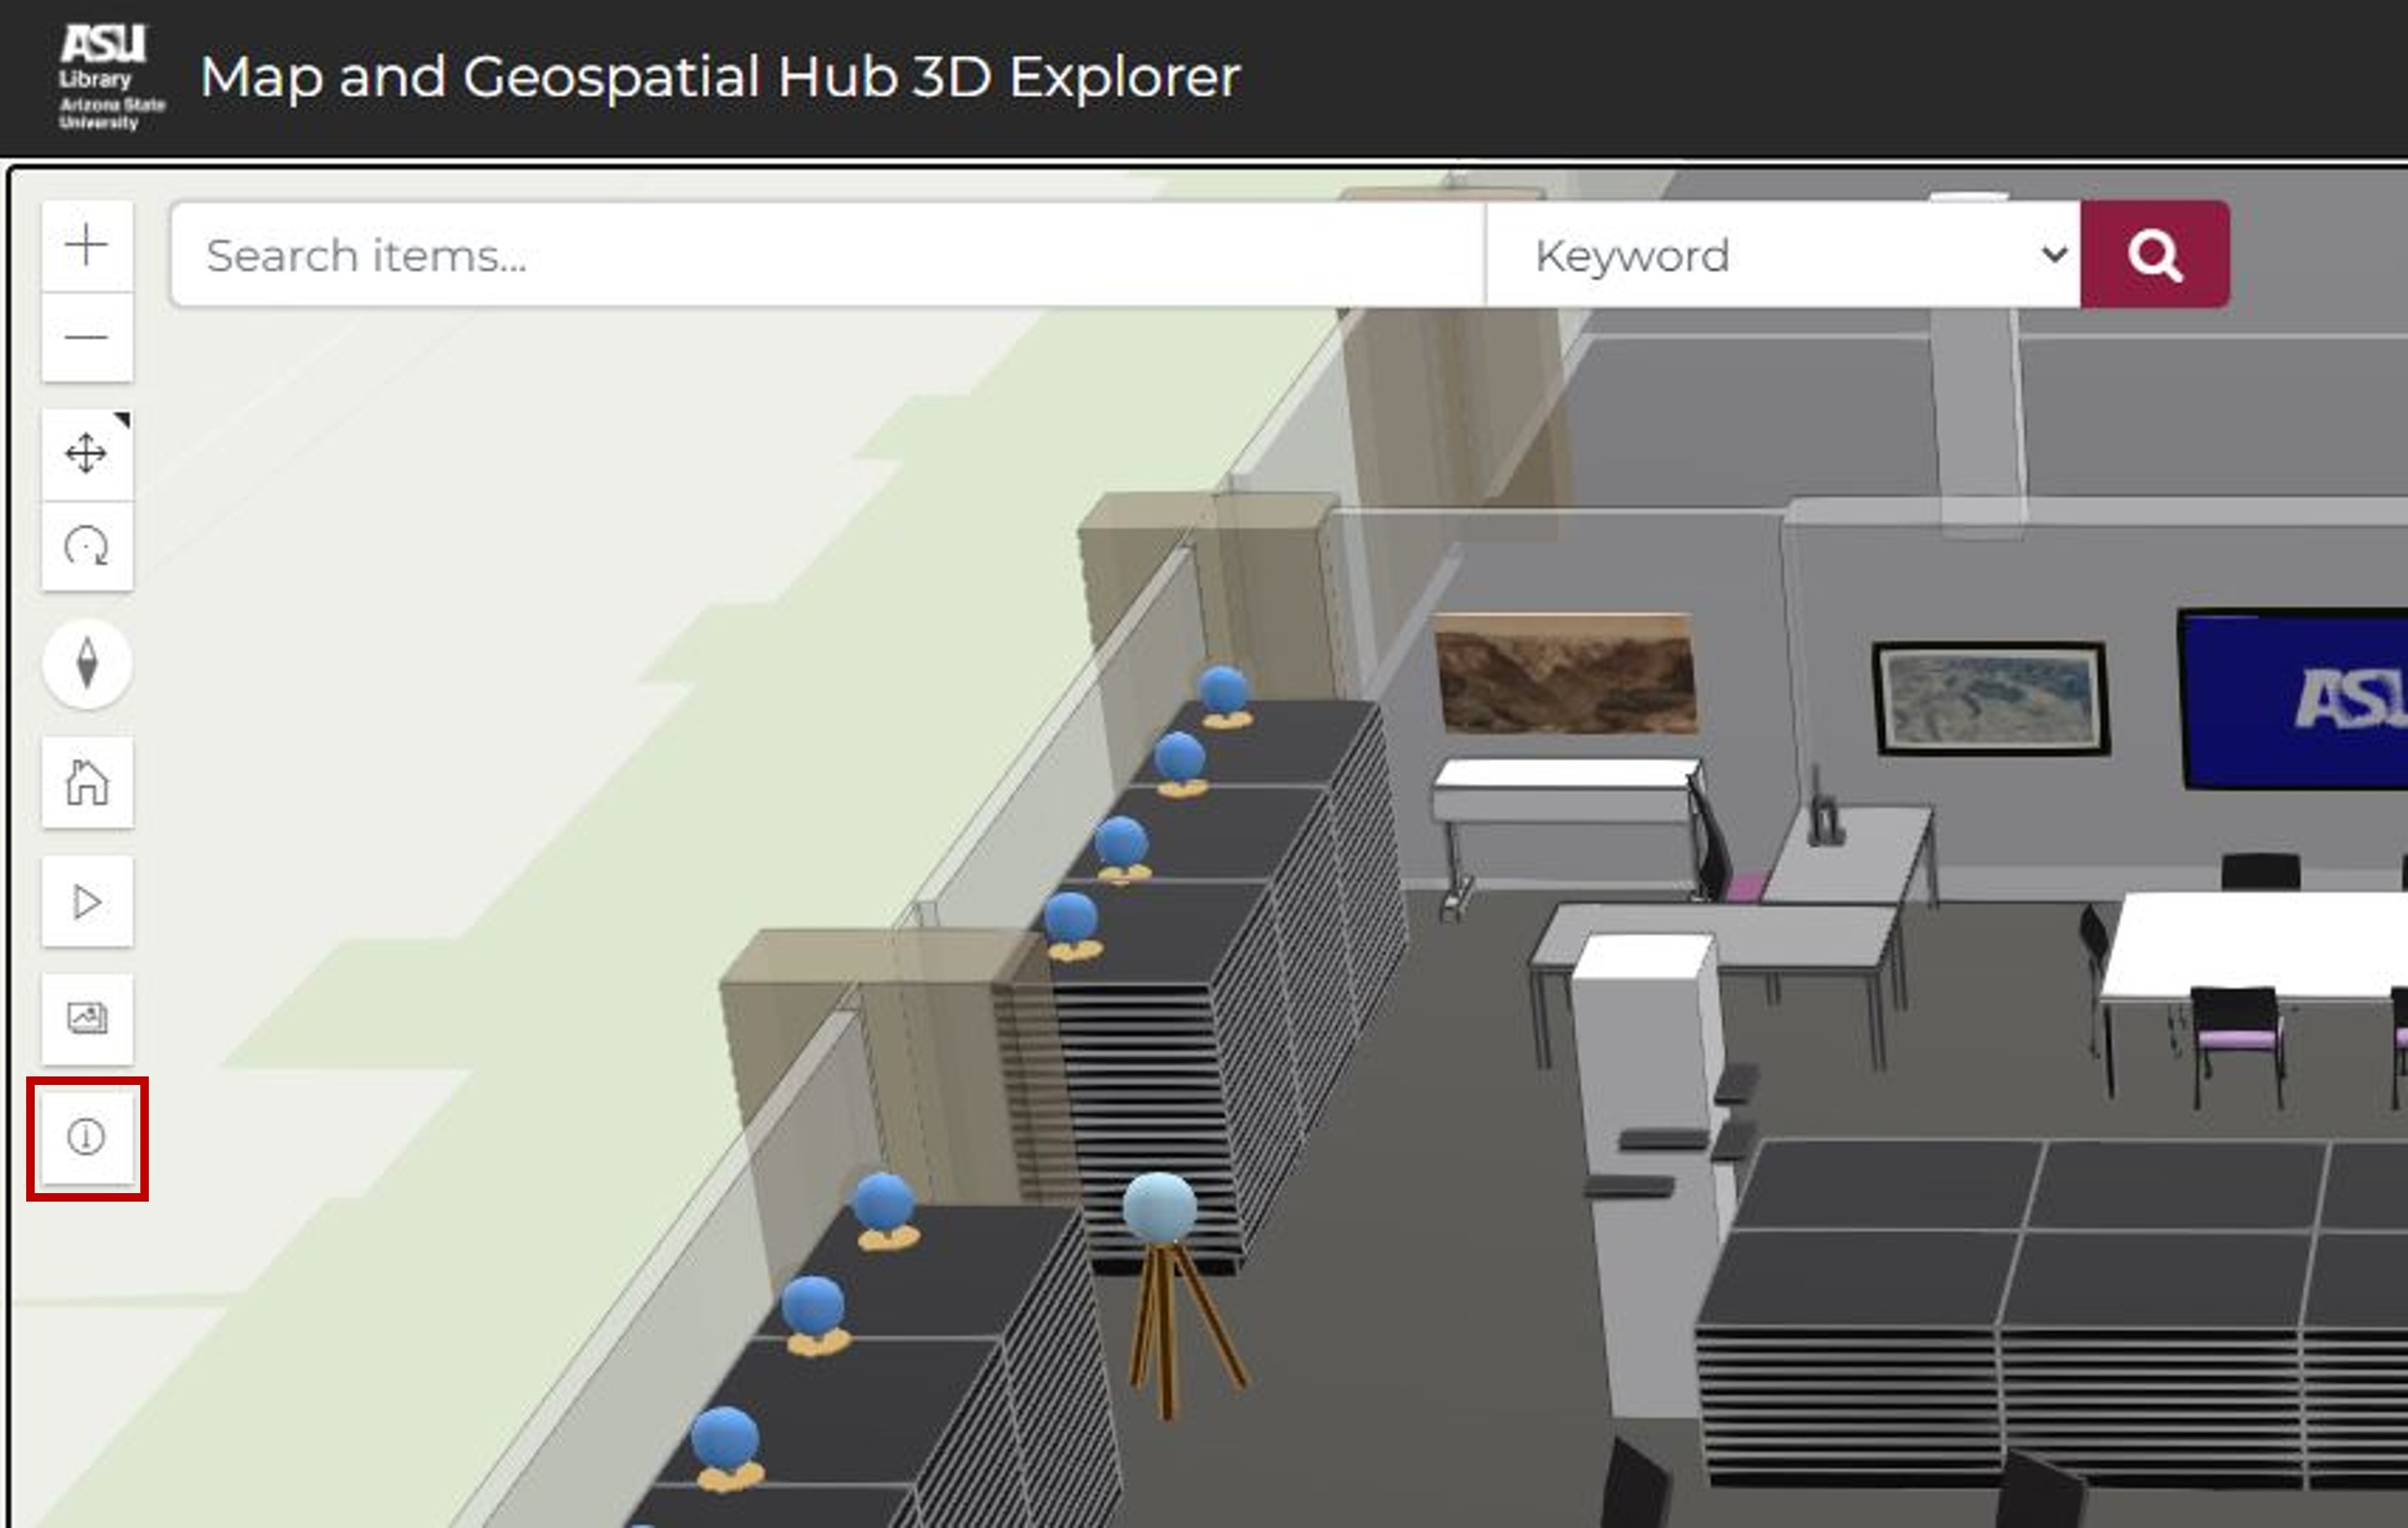 ASU
Library
Arizona State
University
Map and Geospatial Hub 3D Explorer
Search items...
Keyword